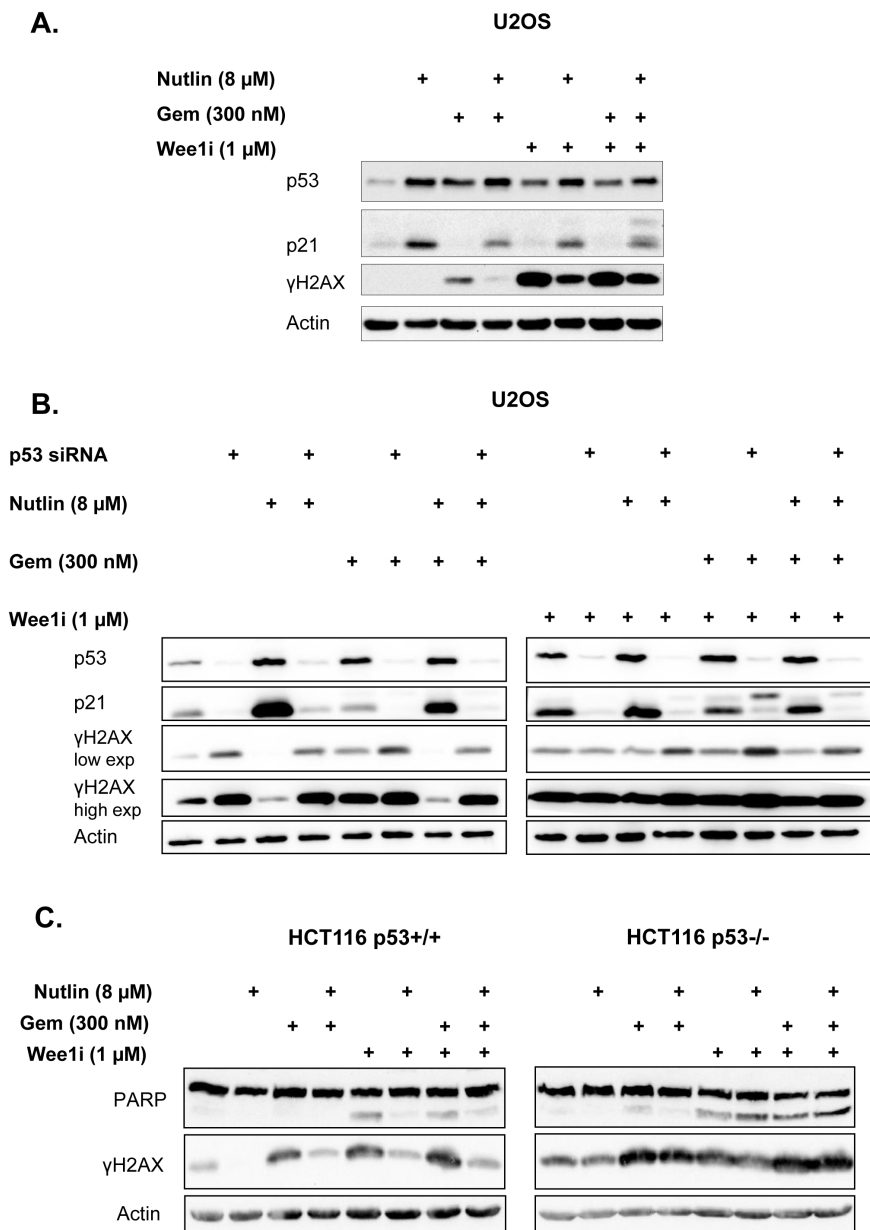 A.
U2OS
Nutlin (8 µM) + + + +
Gem (300 nM) + + + +
Wee1i (1 µM) + + + +
p53
p21
γH2AX
Actin
B.
U2OS
p53 siRNA + + + + + + + +
Nutlin (8 µM) + + + + + + + +
Gem (300 nM) + + + + + + + +
Wee1i (1 µM) + + + + + + + +
p53
p21
γH2AX
low exp
γH2AX
high exp
Actin
C.
HCT116 p53+/+ HCT116 p53-/-
Nutlin (8 µM) + + + + + + + +
Gem (300 nM) + + + + + + + +
Wee1i (1 µM) + + + + + + + +
PARP
γH2AX
Actin